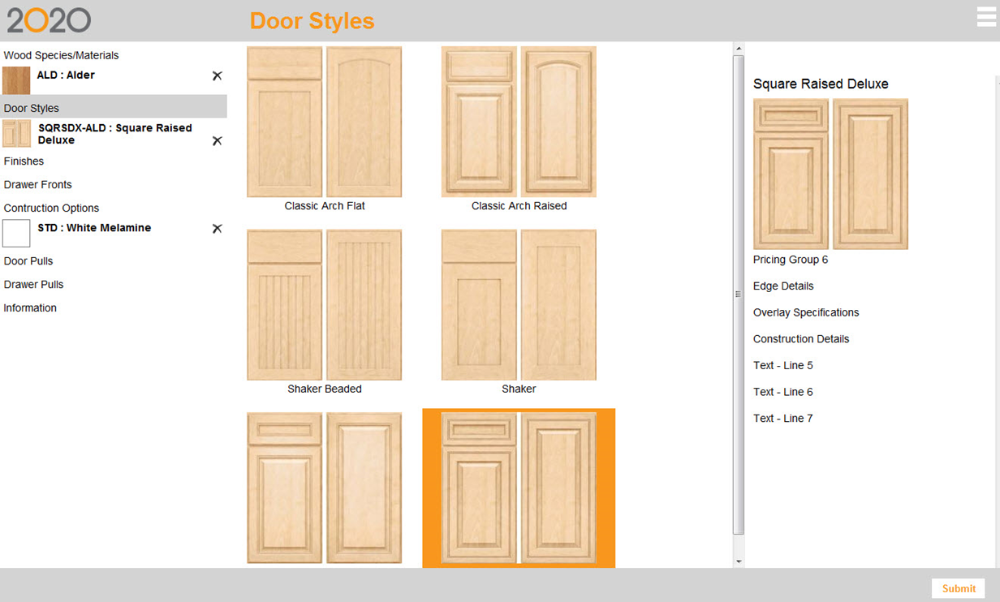 2020
Door Styles
Wood Species/Materials
ALD : Alder
Door Styles
SQRSDX-ALD : Square Raised
Deluxe
Finishes
Drawer Fronts
Contruction Options
STD : White Melamine
Door Pulls
Drawer Pulls
Information
Classic Arch Flat
Classic Arch Raised
Shaker Beaded
Shaker
Square Raised Deluxe
Pricing Group 6
Edge Details
Overlay Specifications
Construction Details
Text - Line 5
Text - Line 6
Text - Line 7
Submit